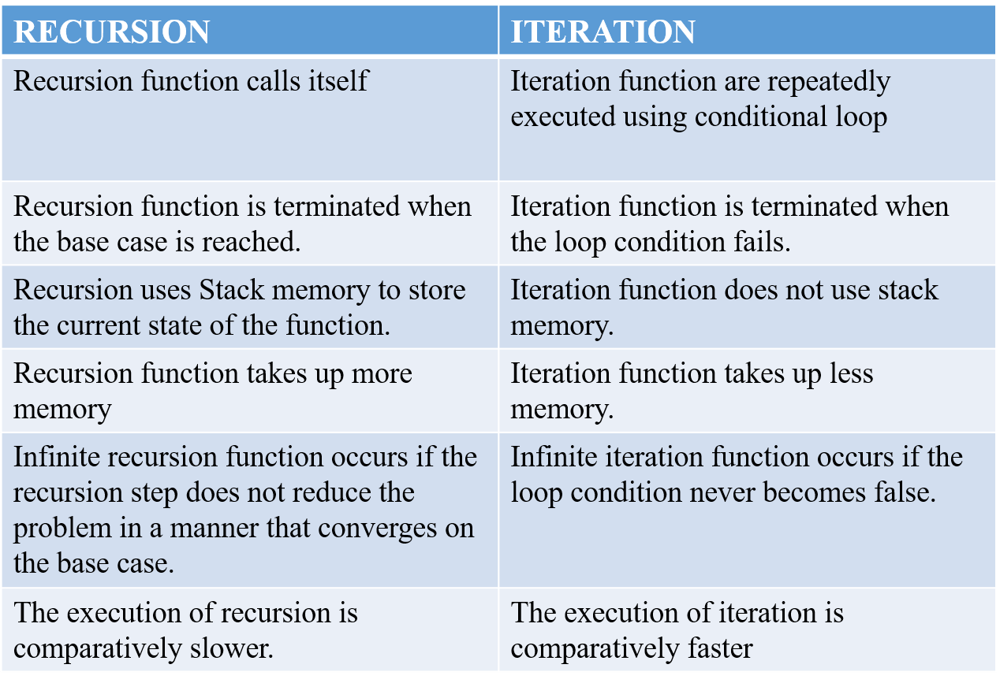 RECURSION
ITERATION
Recursion function calls itself
Iteration function are repeatedly
executed using conditional loop
Recursion function is terminated when
the base case is reached.
Iteration function is terminated when
the loop condition fails.
Recursion uses Stack memory to store
the current state of the function.
Iteration function does not use stack
memory.
Recursion function takes up more
memory
Iteration function takes up less
memory.
Infinite recursion function occurs if the
recursion step does not reduce the
problem in a manner that converges on
the base case.
Infinite iteration function occurs if the
loop condition never becomes false.
The execution of recursion is
comparatively slower.
The execution of iteration is
comparatively faster